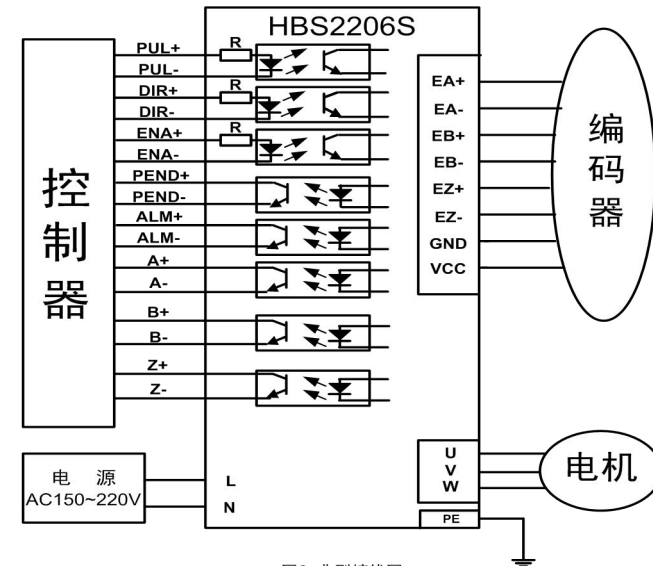 HBS2206S
控制器
PUL+
R
PUL-
DIR+
R
DIR-
ENA+
R
ENA-
PEND+
PEND-
ALM+
ALM-
A+
A-
B+
B-
Z+
Z-
EA+
EA-
EB+
EB-
EZ+
EZ-
GND
VCC
编码器
电 源
AC150~220V
L
N
U
V
W
PE
电机